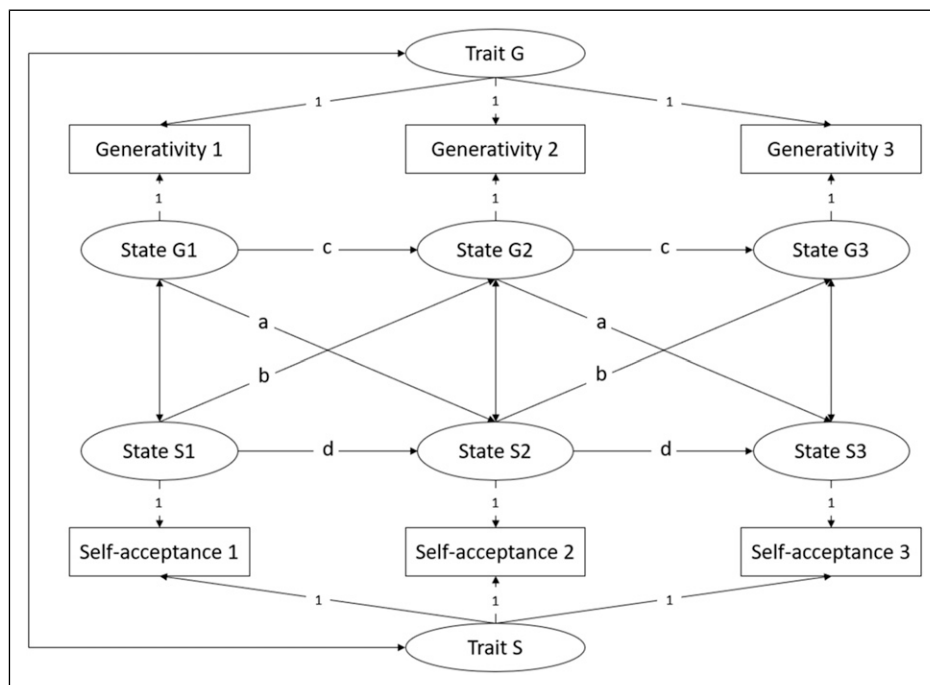 Trait G
1 1 1
Generativity 1 Generativity 2 Generativity 3
1 1 1
State G1 c State G2 c State G3
a a
b b
State S1 d State S2 d State S3
1 1 1
Self-acceptance 1 Self-acceptance 2 Self-acceptance 3
1 1 1
Trait S